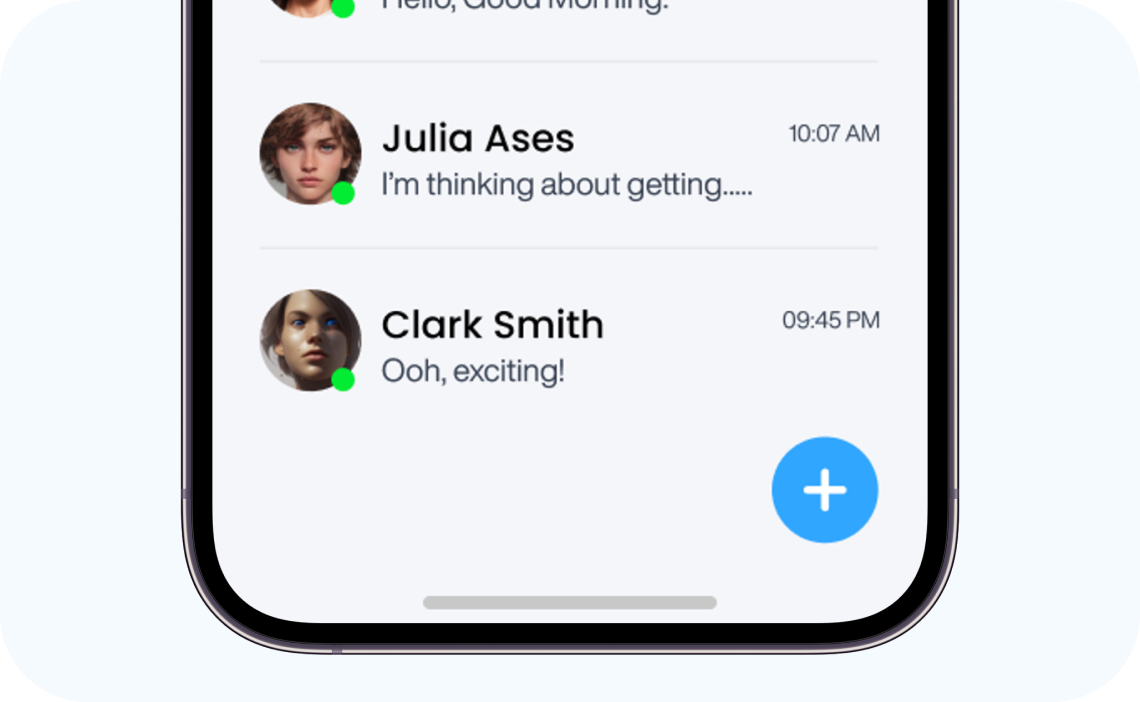 Hello, Good Morning.
Julia Ases
10:07 AM
I'm thinking about getting.....
Clark Smith
09:45 PM
Ooh, exciting!